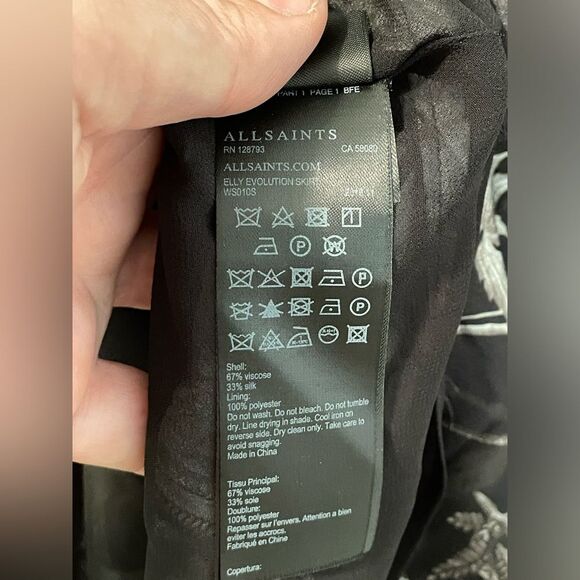 PART 1 PAGE 1 BFE
ALLSAINTS
RN 128793 CA 58080
ALLSAINTS.COM
ELLY EVOLUTION SKIRT
WS010S
P P
P
P
Shell:
67% viscose
33% silk
Lining:
100% polyester
Do not wash. Do not bleach. Do not tumble
dry. Line drying in shade. Cool iron on
reverse side. Dry clean only. Take care to
avoid snagging.
Made in China
Tissu Principal:
67% viscose
33% soie
Doublure:
100% polyester
Repasser sur l'envers. Attention a bien
eviter les accrocs.
Fabriqué en Chine
Copertura: